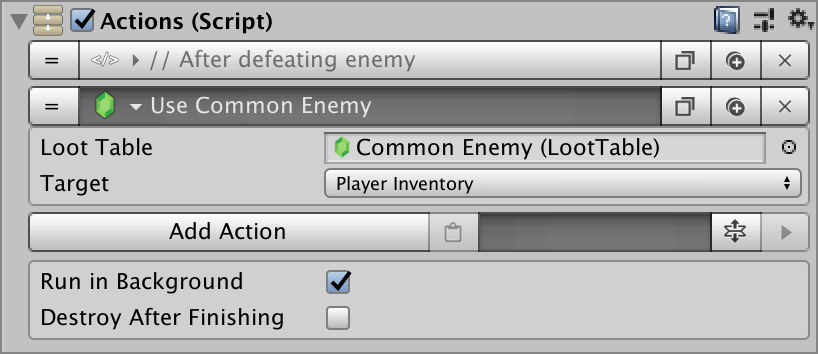 Actions (Script)
</> // After defeating enemy
Use Common Enemy
Loot Table Common Enemy (LootTable)
Target Player Inventory
Add Action
Run in Background
Destroy After Finishing